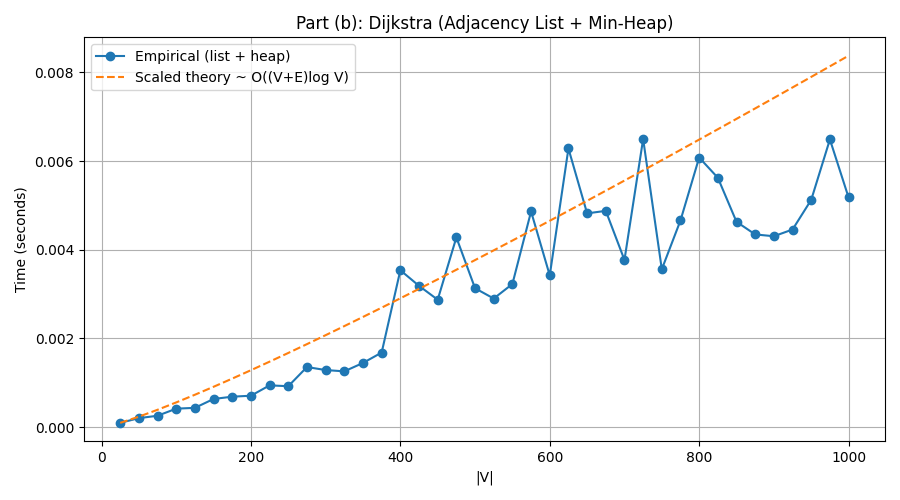 Part (b): Dijkstra (Adjacency List + Min-Heap)
Empirical (list + heap)
Scaled theory ~ O((V+E)log V)
Time (seconds)
0.008
0.006
0.004
0.002
0.000
0 200 400 600 800 1000
|V|